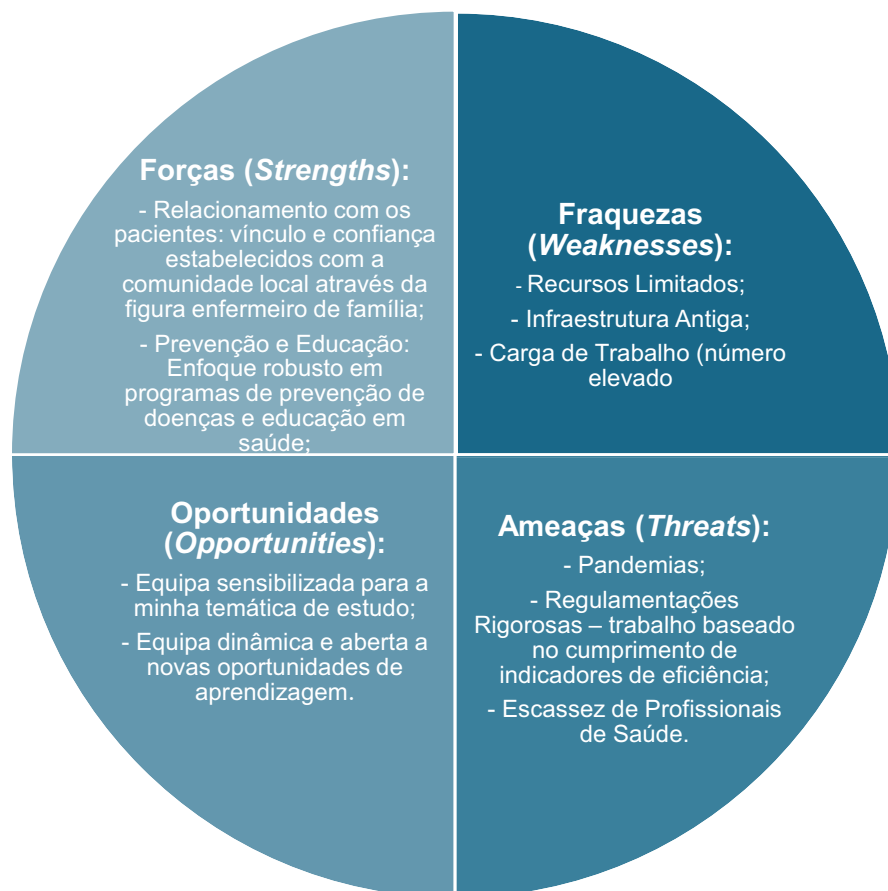 Forças (Strengths):
- Relacionamento com os
pacientes: vínculo e confiança
estabelecidos com a
comunidade local através da
figura enfermeiro de família;
- Prevenção e Educação:
Enfoque robusto em
programas de prevenção de
doenças e educação em
saúde;
Fraquezas
(Weaknesses):
- Recursos Limitados;
- Infraestrutura Antiga;
- Carga de Trabalho (número
elevado
Oportunidades
(Opportunities):
- Equipa sensibilizada para a
minha temática de estudo;
- Equipa dinâmica e aberta a
novas oportunidades de
aprendizagem.
Ameaças (Threats):
- Pandemias;
- Regulamentações
Rigorosas – trabalho baseado
no cumprimento de
indicadores de eficiência;
- Escassez de Profissionais
de Saúde.